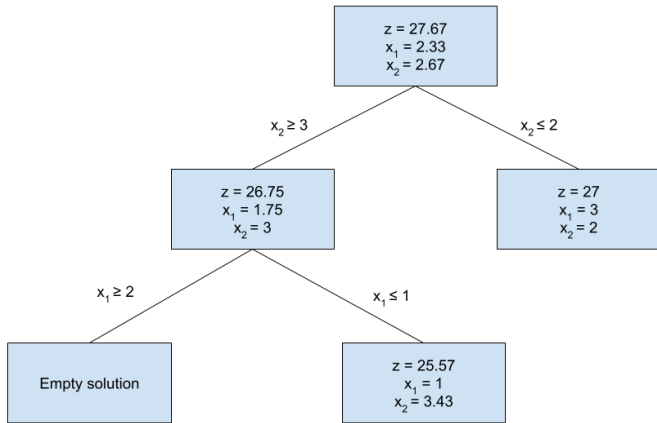 z = 27.67
x₁ = 2.33
x₂ = 2.67
x₂ ≥ 3
x₂ ≤ 2
z = 26.75
x₁ = 1.75
x₂ = 3
z = 27
x₁ = 3
x₂ = 2
x₁ ≥ 2
x₁ ≤ 1
Empty solution
z = 25.57
x₁ = 1
x₂ = 3.43